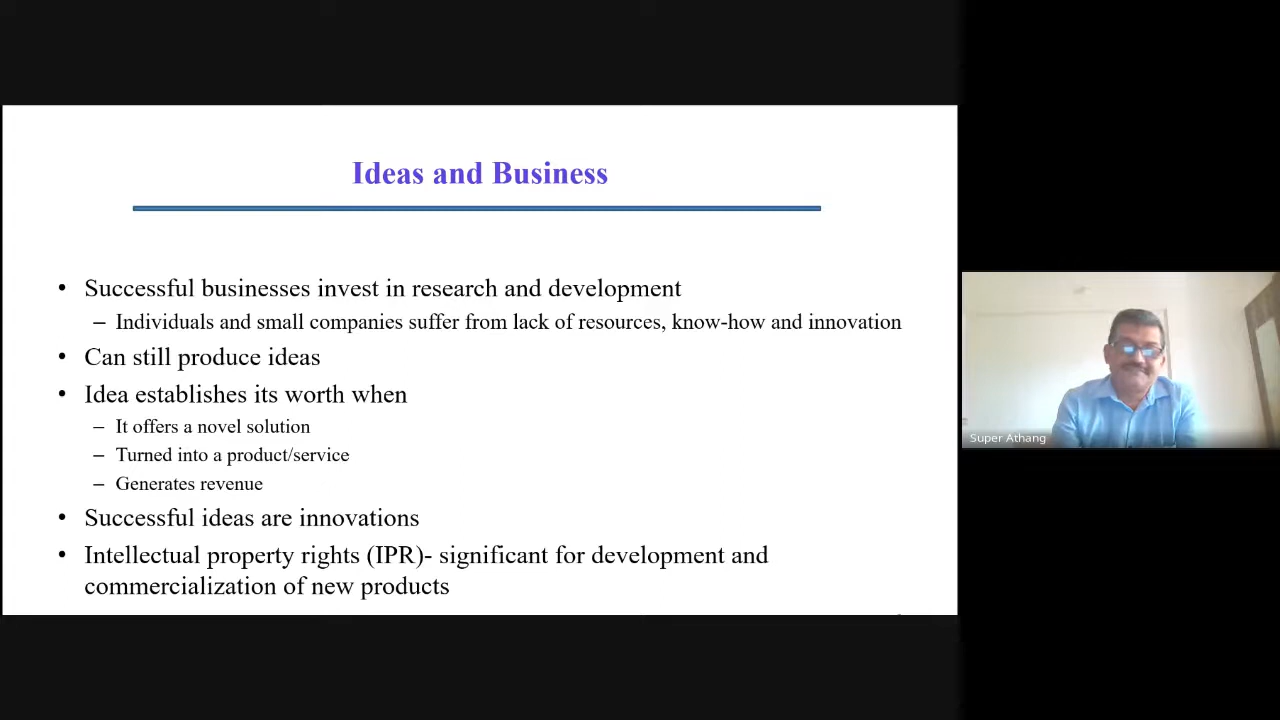 Ideas and Business
• Successful businesses invest in research and development
– Individuals and small companies suffer from lack of resources, know-how and innovation
• Can still produce ideas
• Idea establishes its worth when
– It offers a novel solution
– Turned into a product/service
– Generates revenue
• Successful ideas are innovations
• Intellectual property rights (IPR)- significant for development and
commercialization of new products
Super Athang